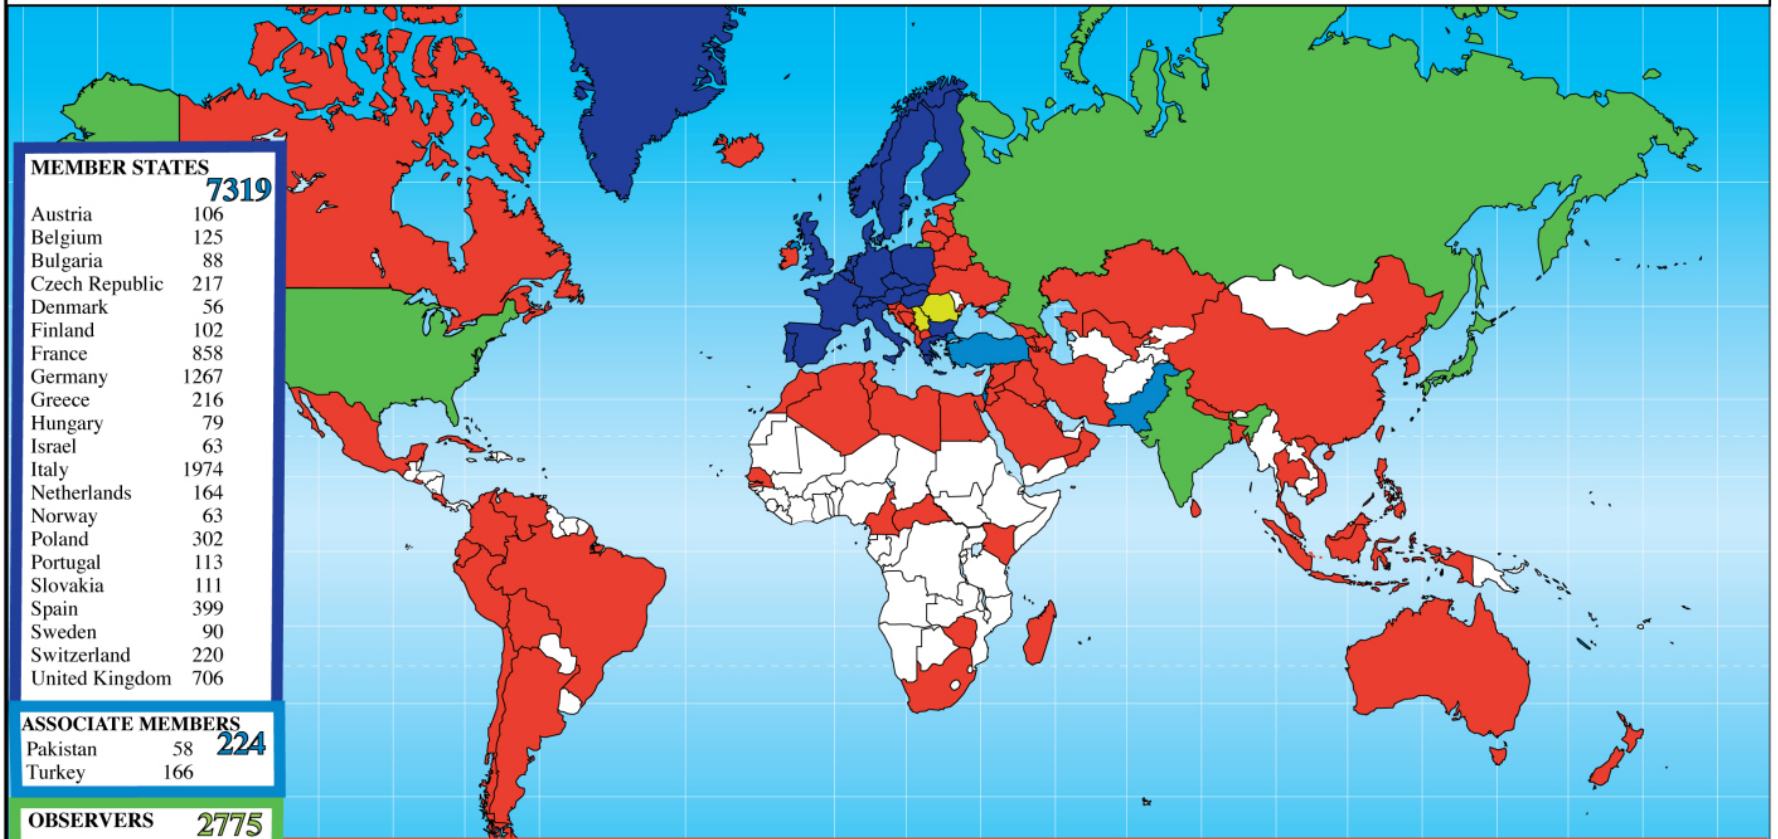 MEMBER STATES
7319
Austria 106
Belgium 125
Bulgaria 88
Czech Republic 217
Denmark 56
Finland 102
France 858
Germany 1267
Greece 216
Hungary 79
Israel 63
Italy 1974
Netherlands 164
Norway 63
Poland 302
Portugal 113
Slovakia 111
Spain 399
Sweden 90
Switzerland 220
United Kingdom 706
ASSOCIATE MEMBERS
224
Pakistan 58
Turkey 166
OBSERVERS 2775